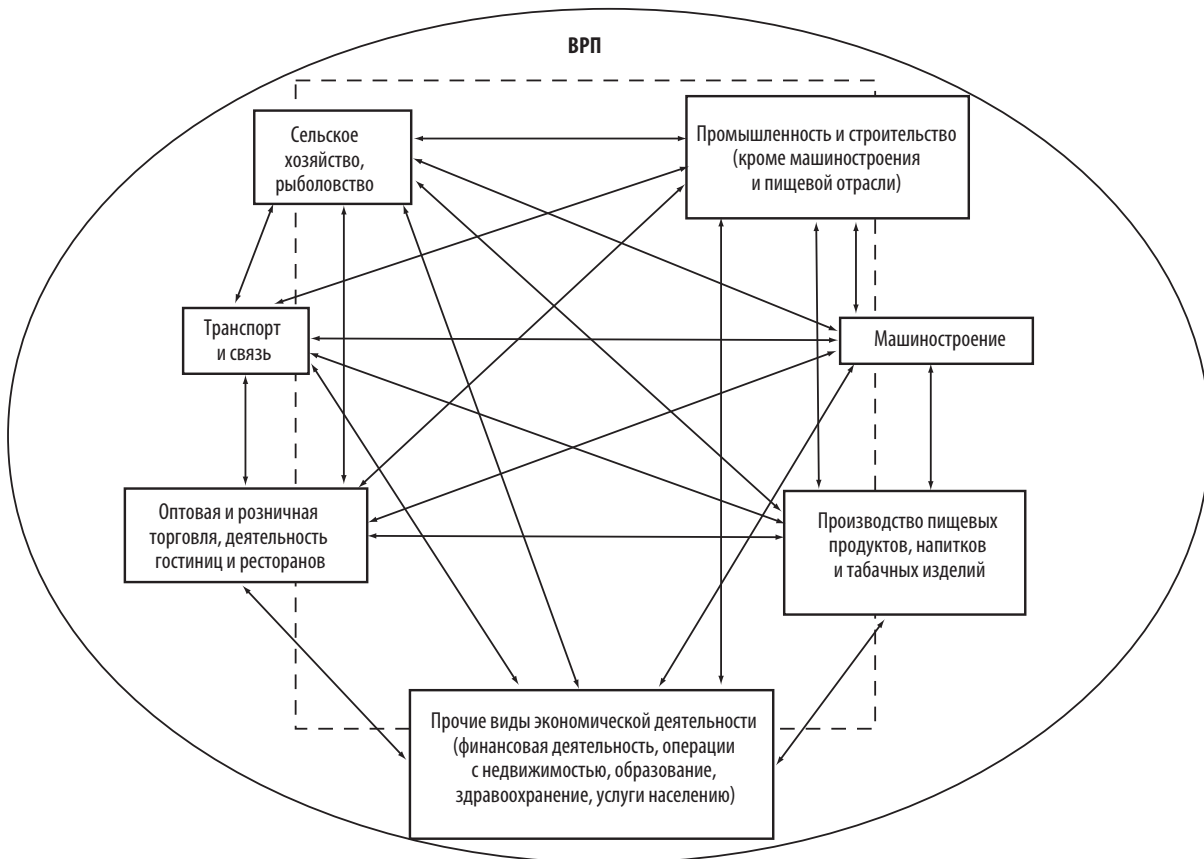 ВРП
Сельское
хозяйство,
рыболовство
Промышленность и строительство
(кроме машиностроения
и пищевой отрасли)
Транспорт
и связь
Машиностроение
Оптовая и розничная
торговля, деятельность
гостиниц и ресторанов
Производство пищевых
продуктов, напитков
и табачных изделий
Прочие виды экономической деятельности
(финансовая деятельность, операции
с недвижимостью, образование,
здравоохранение, услуги населению)